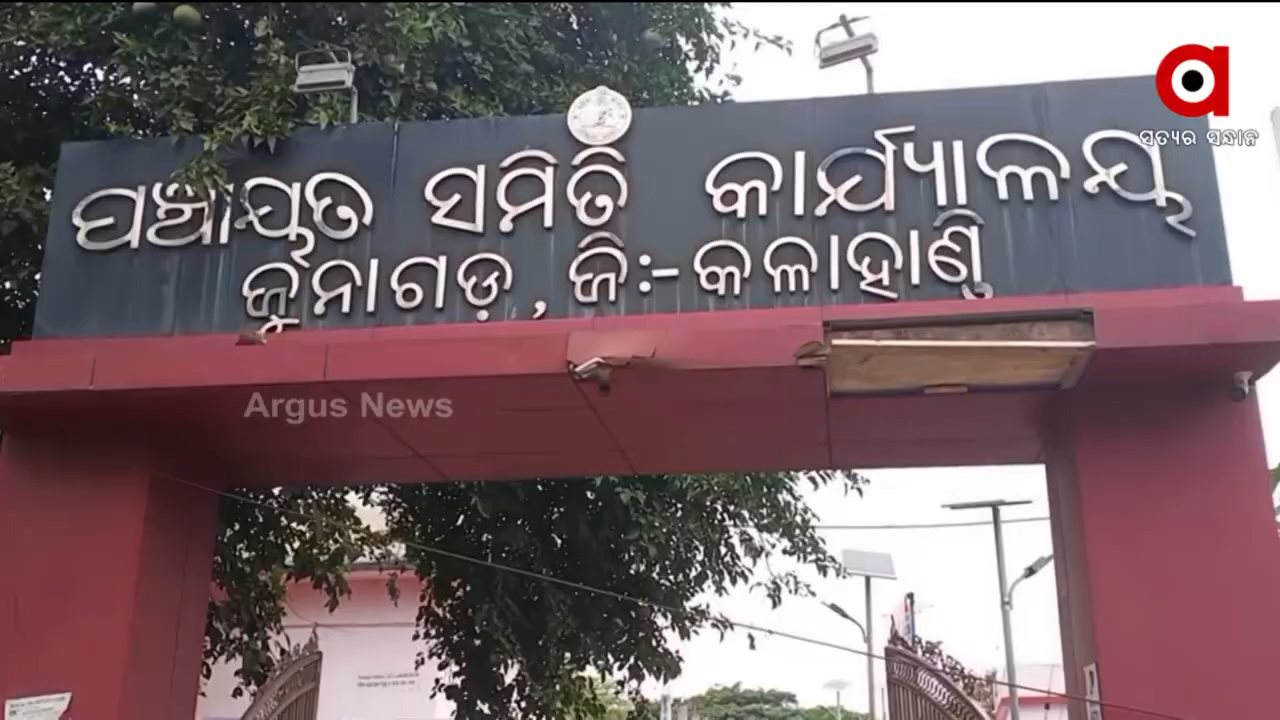 ସତ୍ୟର ସନ୍ଧାନ
ପଞ୍ଚାୟତ ସମିତି କାର୍ଯ୍ୟାଳୟ
ଜୁନାଗଡ଼, ଜି:- କଳାହାଣ୍ଡି
Argus News